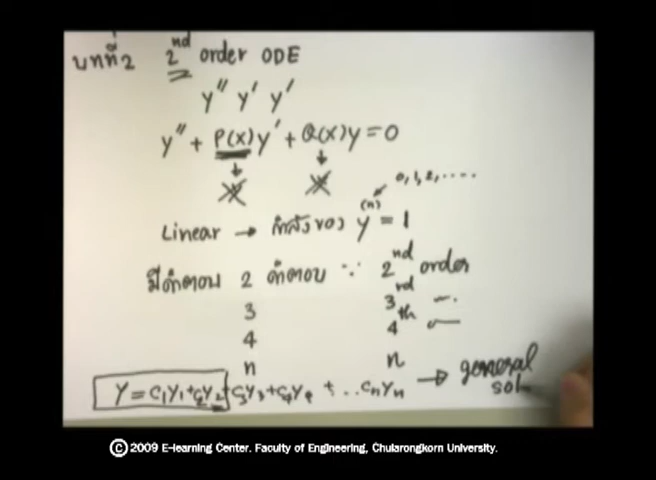 บทที่2 2nd order ODE
y'' y' y'
y'' + P(x)y' + Q(x)y = 0
0, 1, 2, ....
Linear → กำลังของ y(n) = 1
มีคำตอบ 2 คำตอบ ∵ 2nd order
3 3rd
4 4th
n n
y = c1y1+c2y2+c3y3+c4y4 + ... cnyn → general
sol
© 2009 E-learning Center. Faculty of Engineering, Chularongkorn University.